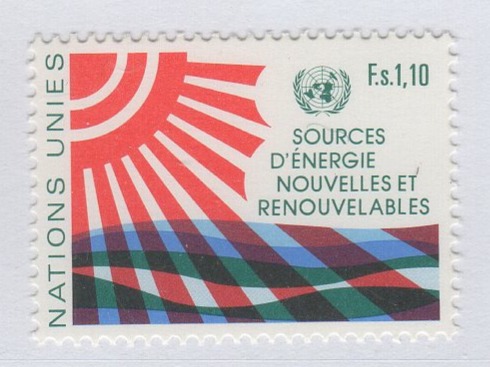 NATIONS UNIES
F.s.1,10
SOURCES
D'ÉNERGIE
NOUVELLES ET
RENOUVELABLES